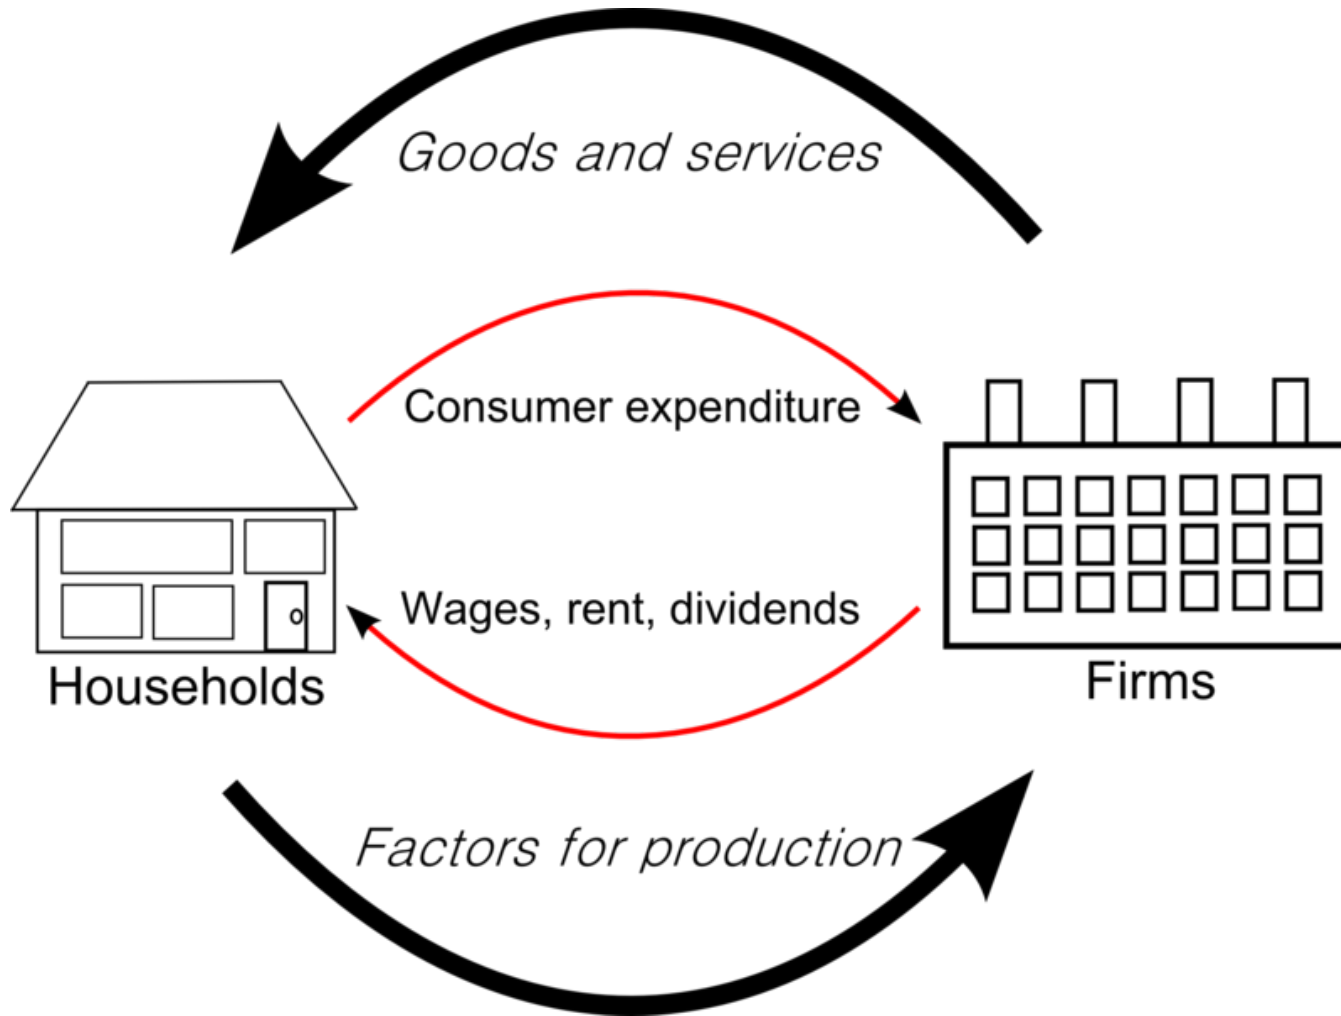 Goods and services
Consumer expenditure
Wages, rent, dividends
Households
Firms
Factors for production